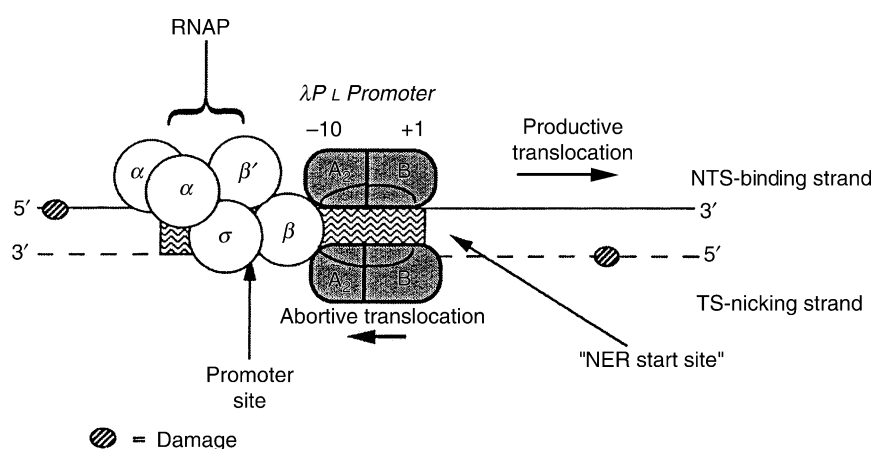 RNAP
λP L Promoter
–10 +1
Productive
translocation
A2 B
α α β′
NTS-binding strand
5′ 3′
σ β
3′ 5′
A2 B
TS-nicking strand
Abortive translocation
"NER start site"
Promoter
site
= Damage